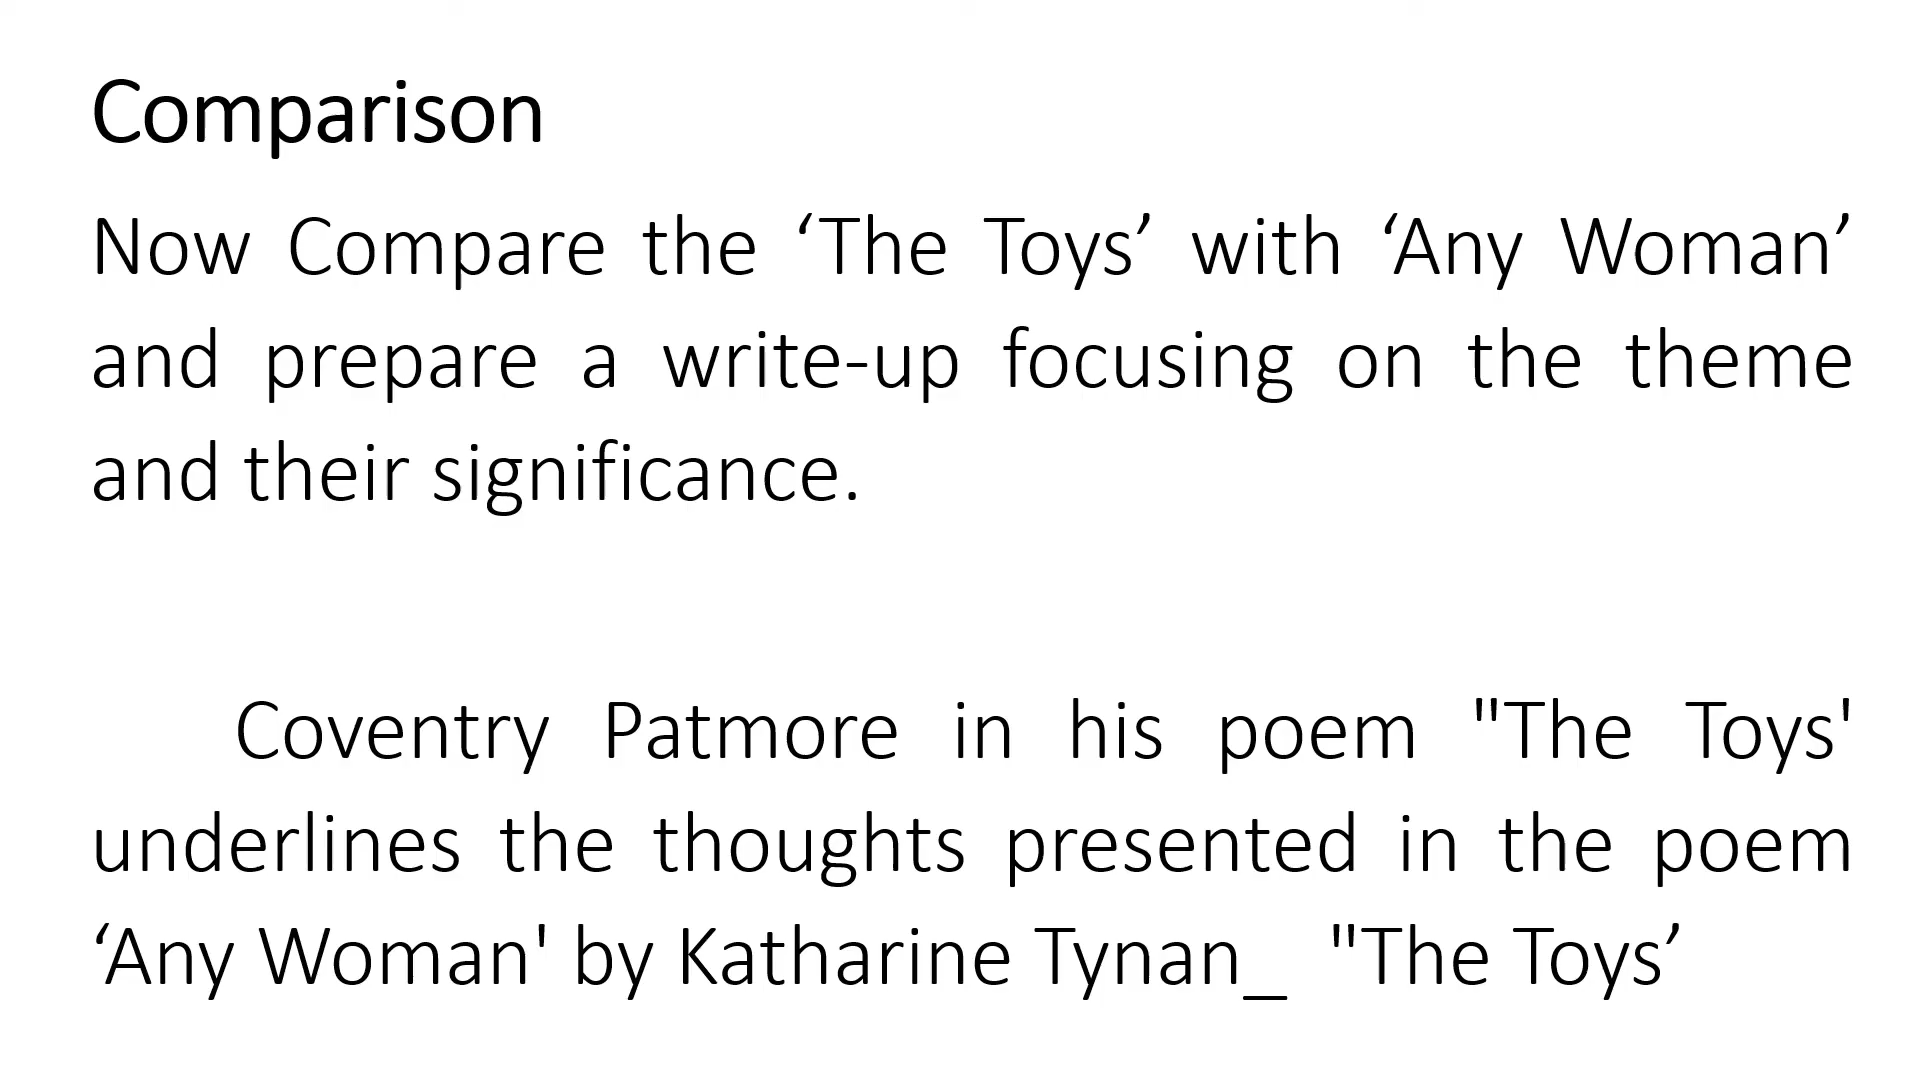 Comparison
Now Compare the ‘The Toys’ with ‘Any Woman’
and prepare a write-up focusing on the theme
and their significance.
Coventry Patmore in his poem "The Toys'
underlines the thoughts presented in the poem
‘Any Woman' by Katharine Tynan_ "The Toys’